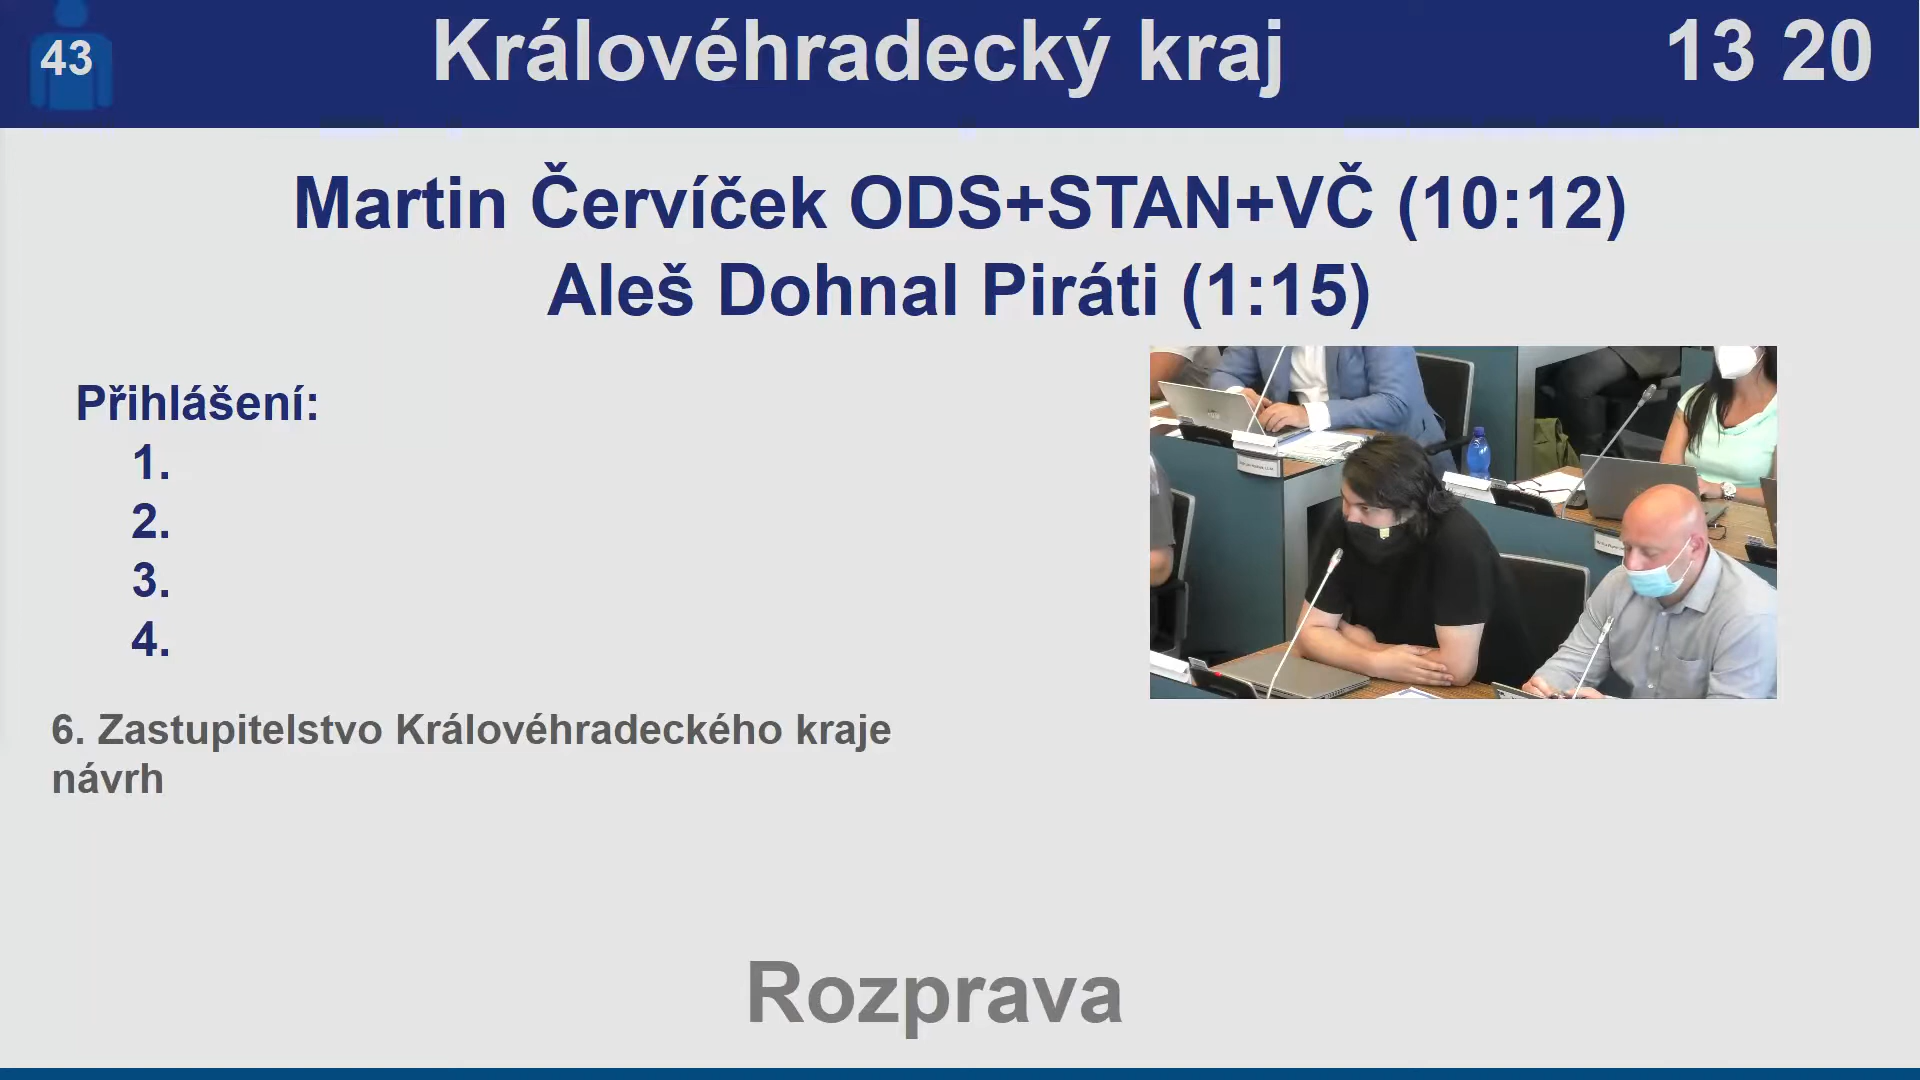 43
Královéhradecký kraj
13 20
Martin Červíček ODS+STAN+VČ (10:12)
Aleš Dohnal Piráti (1:15)
Přihlášení:
1.
2.
3.
4.
6. Zastupitelstvo Královéhradeckého kraje
návrh
Rozprava